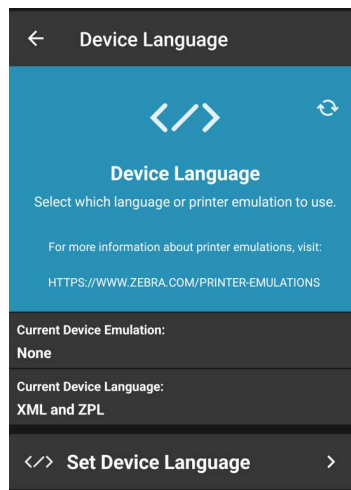 Device Language
Device Language
Select which language or printer emulation to use.
For more information about printer emulations, visit:
HTTPS://WWW.ZEBRA.COM/PRINTER-EMULATIONS
Current Device Emulation:
None
Current Device Language:
XML and ZPL
Set Device Language